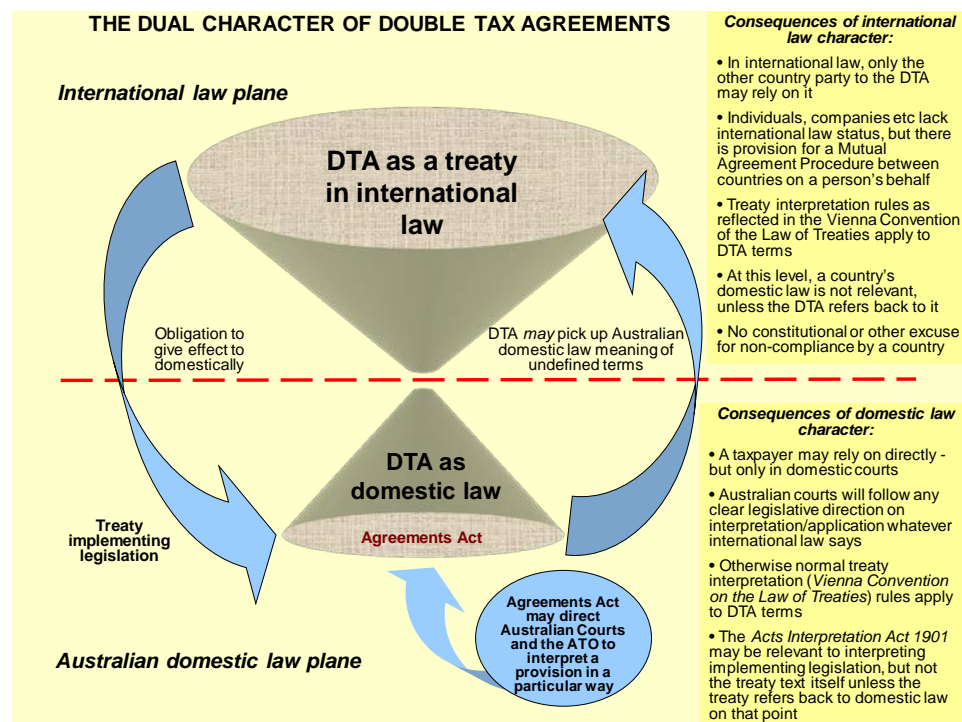 THE DUAL CHARACTER OF DOUBLE TAX AGREEMENTS
International law plane
DTA as a treaty
in international
law
Obligation to
give effect to
domestically
DTA may pick up Australian
domestic law meaning of
undefined terms
DTA as
domestic law
Agreements Act
Treaty
implementing
legislation
Agreements Act
may direct
Australian Courts
and the ATO to
interpret a
provision in a
particular way
Australian domestic law plane
Consequences of international
law character:
• In international law, only the
other country party to the DTA
may rely on it
• Individuals, companies etc lack
international law status, but there
is provision for a Mutual
Agreement Procedure between
countries on a person's behalf
• Treaty interpretation rules as
reflected in the Vienna Convention
of the Law of Treaties apply to
DTA terms
• At this level, a country's
domestic law is not relevant,
unless the DTA refers back to it
• No constitutional or other excuse
for non-compliance by a country
Consequences of domestic law
character:
• A taxpayer may rely on directly -
but only in domestic courts
• Australian courts will follow any
clear legislative direction on
interpretation/application whatever
international law says
• Otherwise normal treaty
interpretation (Vienna Convention
on the Law of Treaties) rules apply
to DTA terms
• The Acts Interpretation Act 1901
may be relevant to interpreting
implementing legislation, but not
the treaty text itself unless the
treaty refers back to domestic law
on that point